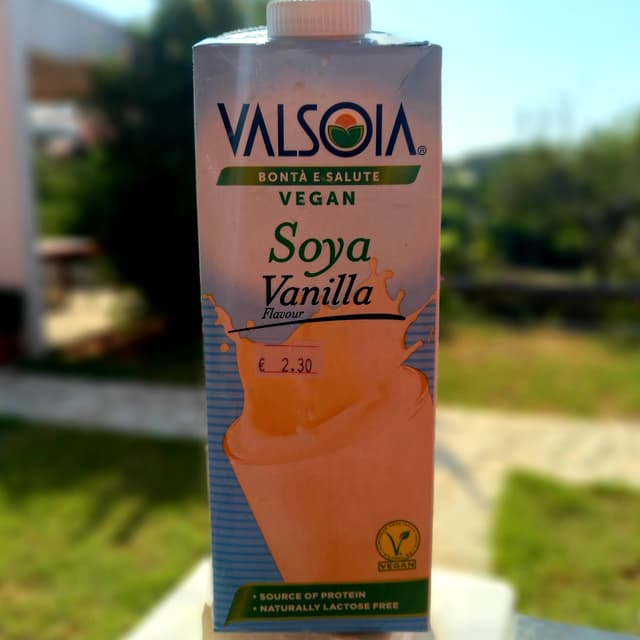 VALSOIA®
BONTÀ E SALUTE
VEGAN
Soya
Vanilla
Flavour
€ 2.30
VEGAN
• SOURCE OF PROTEIN
• NATURALLY LACTOSE FREE